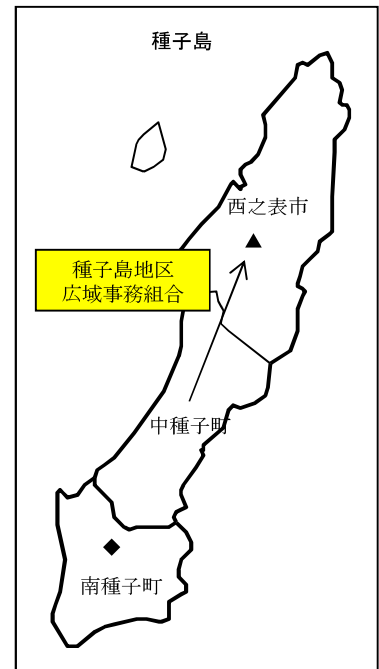 種子島
西之表市
種子島地区
広域事務組合
中種子町
南種子町